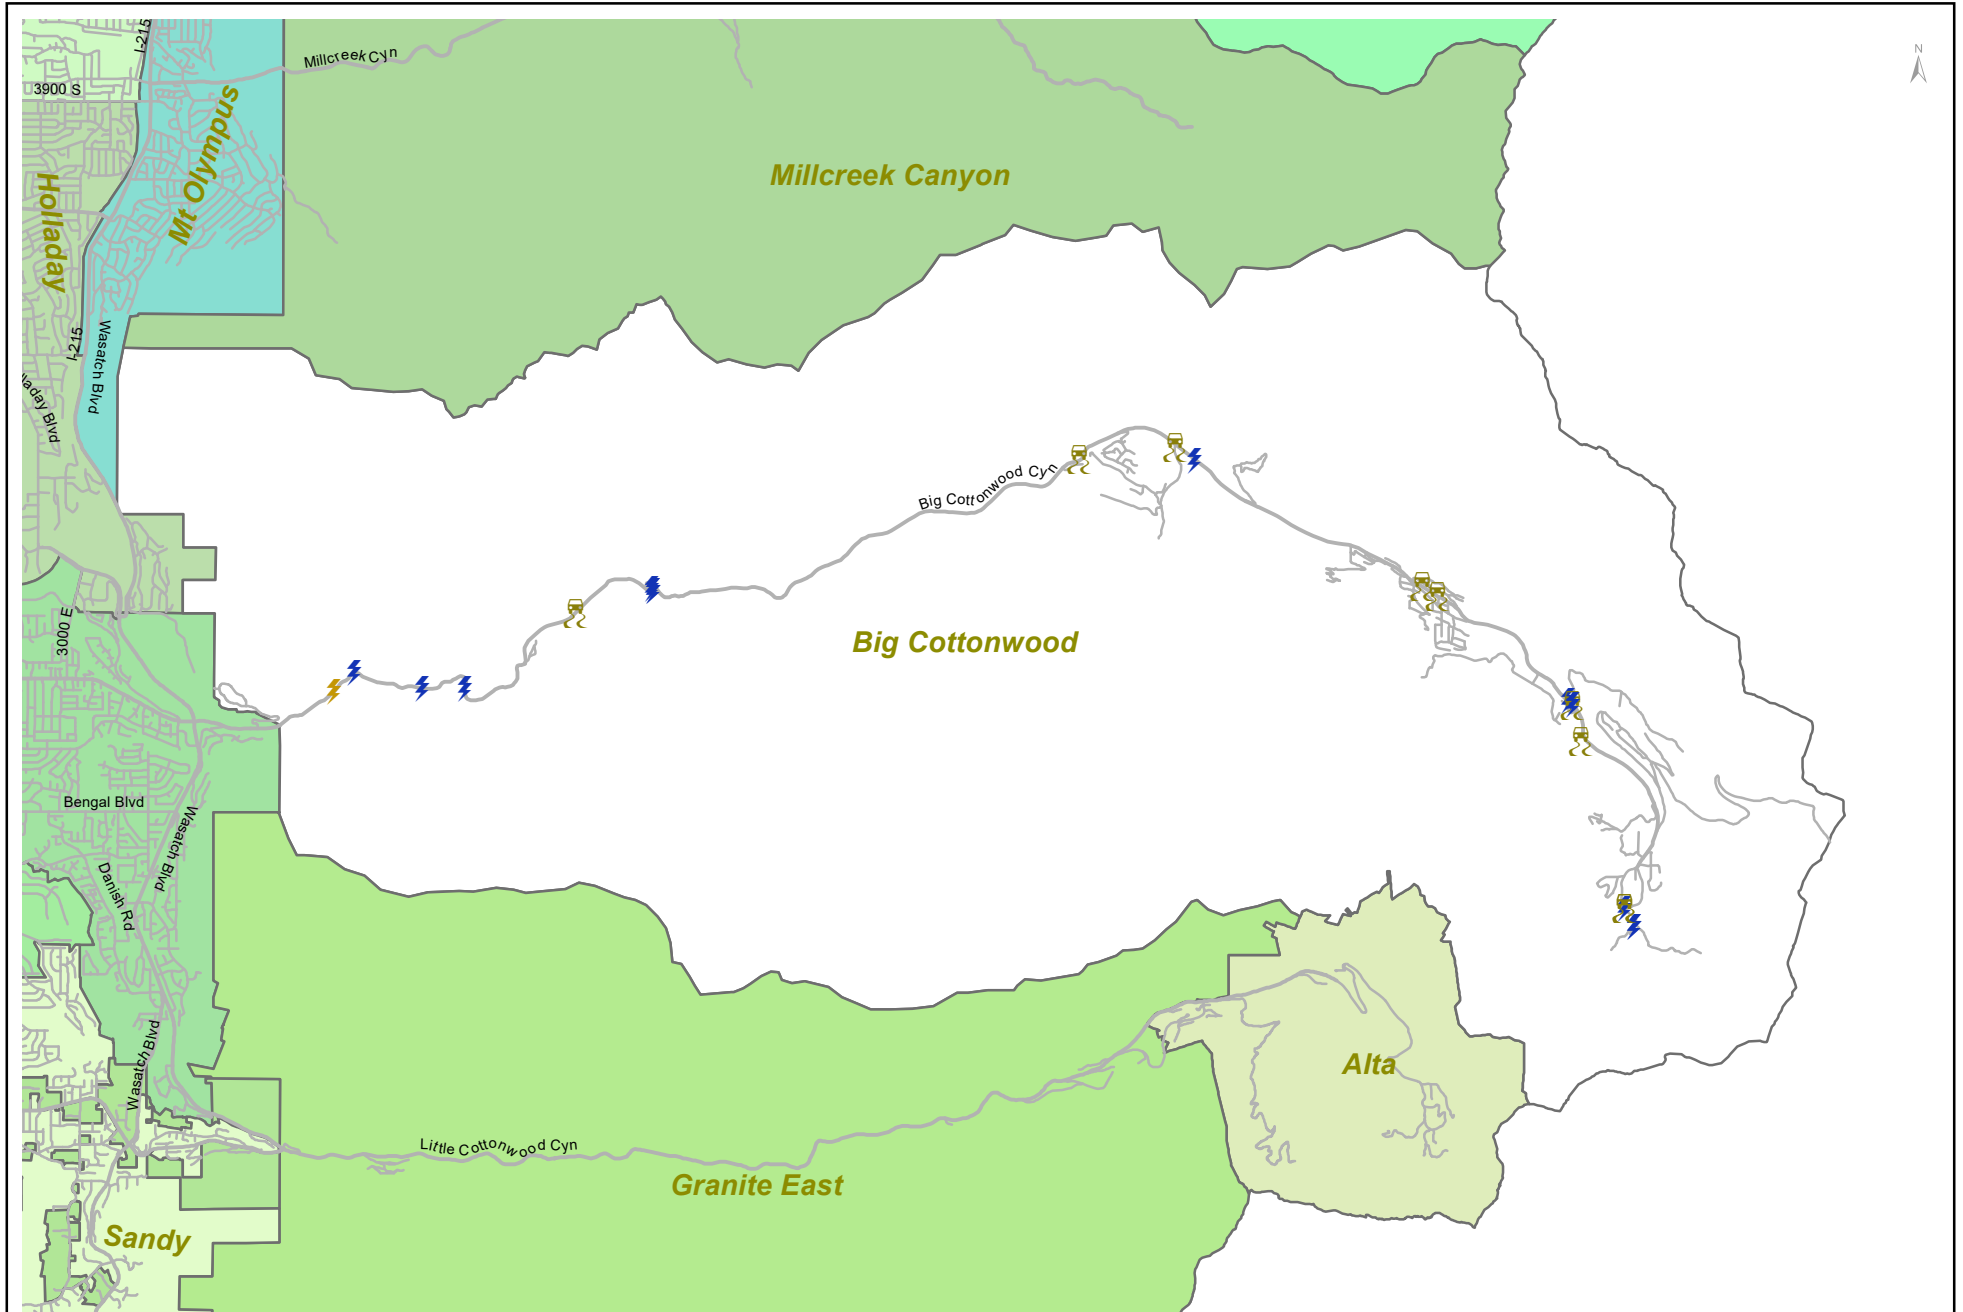 N
I-215
Millcreek Cyn
3900 S
Mt Olympus
Holladay
Millcreek Canyon
I-215
Wasatch Blvd
laday Blvd
Big Cottonwood Cyn
3000 E
Big Cottonwood
Bengal Blvd
Wasatch Blvd
Danish Rd
Wasatch Blvd
Alta
Little Cottonwood Cyn
Granite East
Sandy